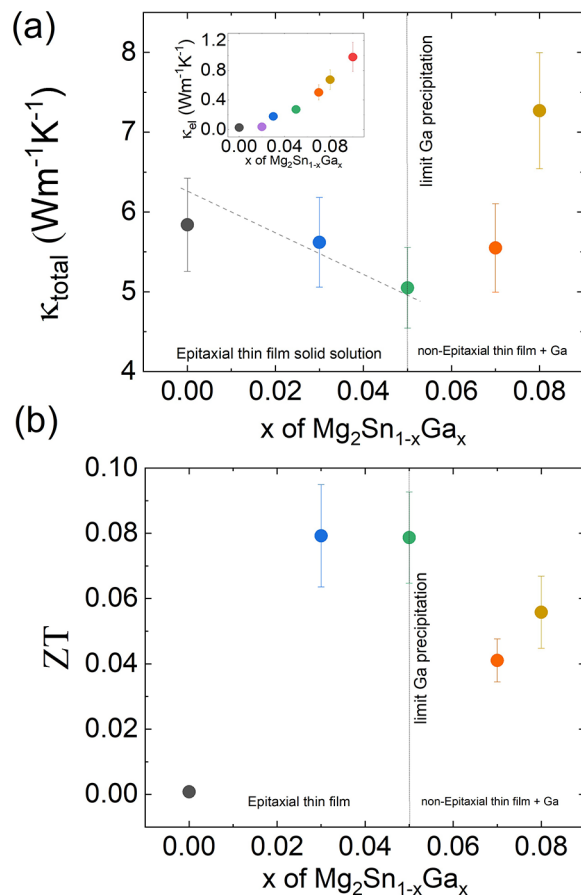 (a)
κtotal (Wm⁻¹K⁻¹)
8
7
6
5
4
κel (Wm⁻¹K⁻¹)
1.2
0.8
0.4
0.0
0.00 0.04 0.08
x of Mg₂Sn₁₋ₓGaₓ
limit Ga precipitation
Epitaxial thin film solid solution
non-Epitaxial thin film + Ga
0.00 0.02 0.04 0.06 0.08
x of Mg₂Sn₁₋ₓGaₓ
(b)
ZT
0.10
0.08
0.06
0.04
0.02
0.00
limit Ga precipitation
Epitaxial thin film
non-Epitaxial thin film + Ga
0.00 0.02 0.04 0.06 0.08
x of Mg₂Sn₁₋ₓGaₓ